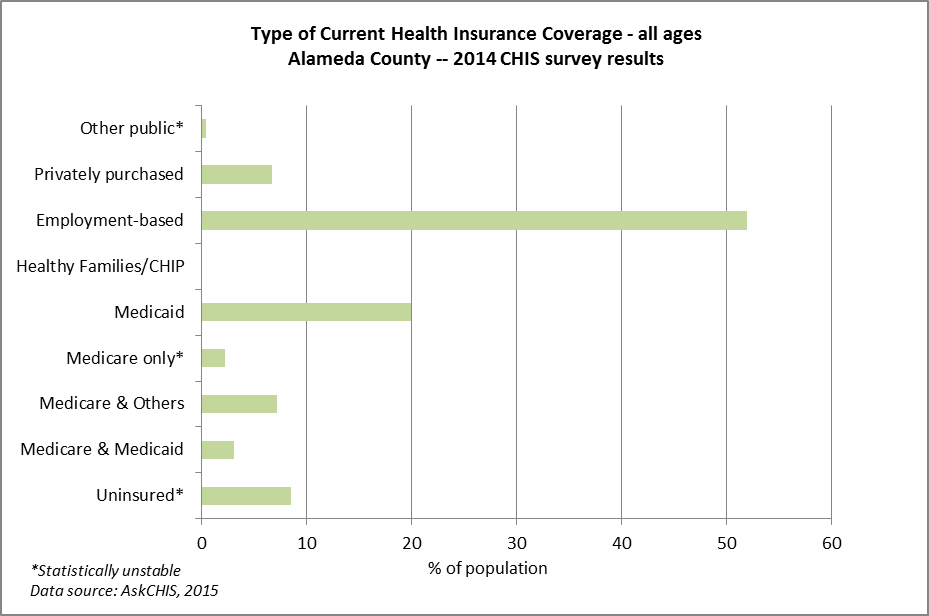 Type of Current Health Insurance Coverage - all ages
Alameda County -- 2014 CHIS survey results
Other public*
Privately purchased
Employment-based
Healthy Families/CHIP
Medicaid
Medicare only*
Medicare & Others
Medicare & Medicaid
Uninsured*
0 10 20 30 40 50 60
% of population
*Statistically unstable
Data source: AskCHIS, 2015